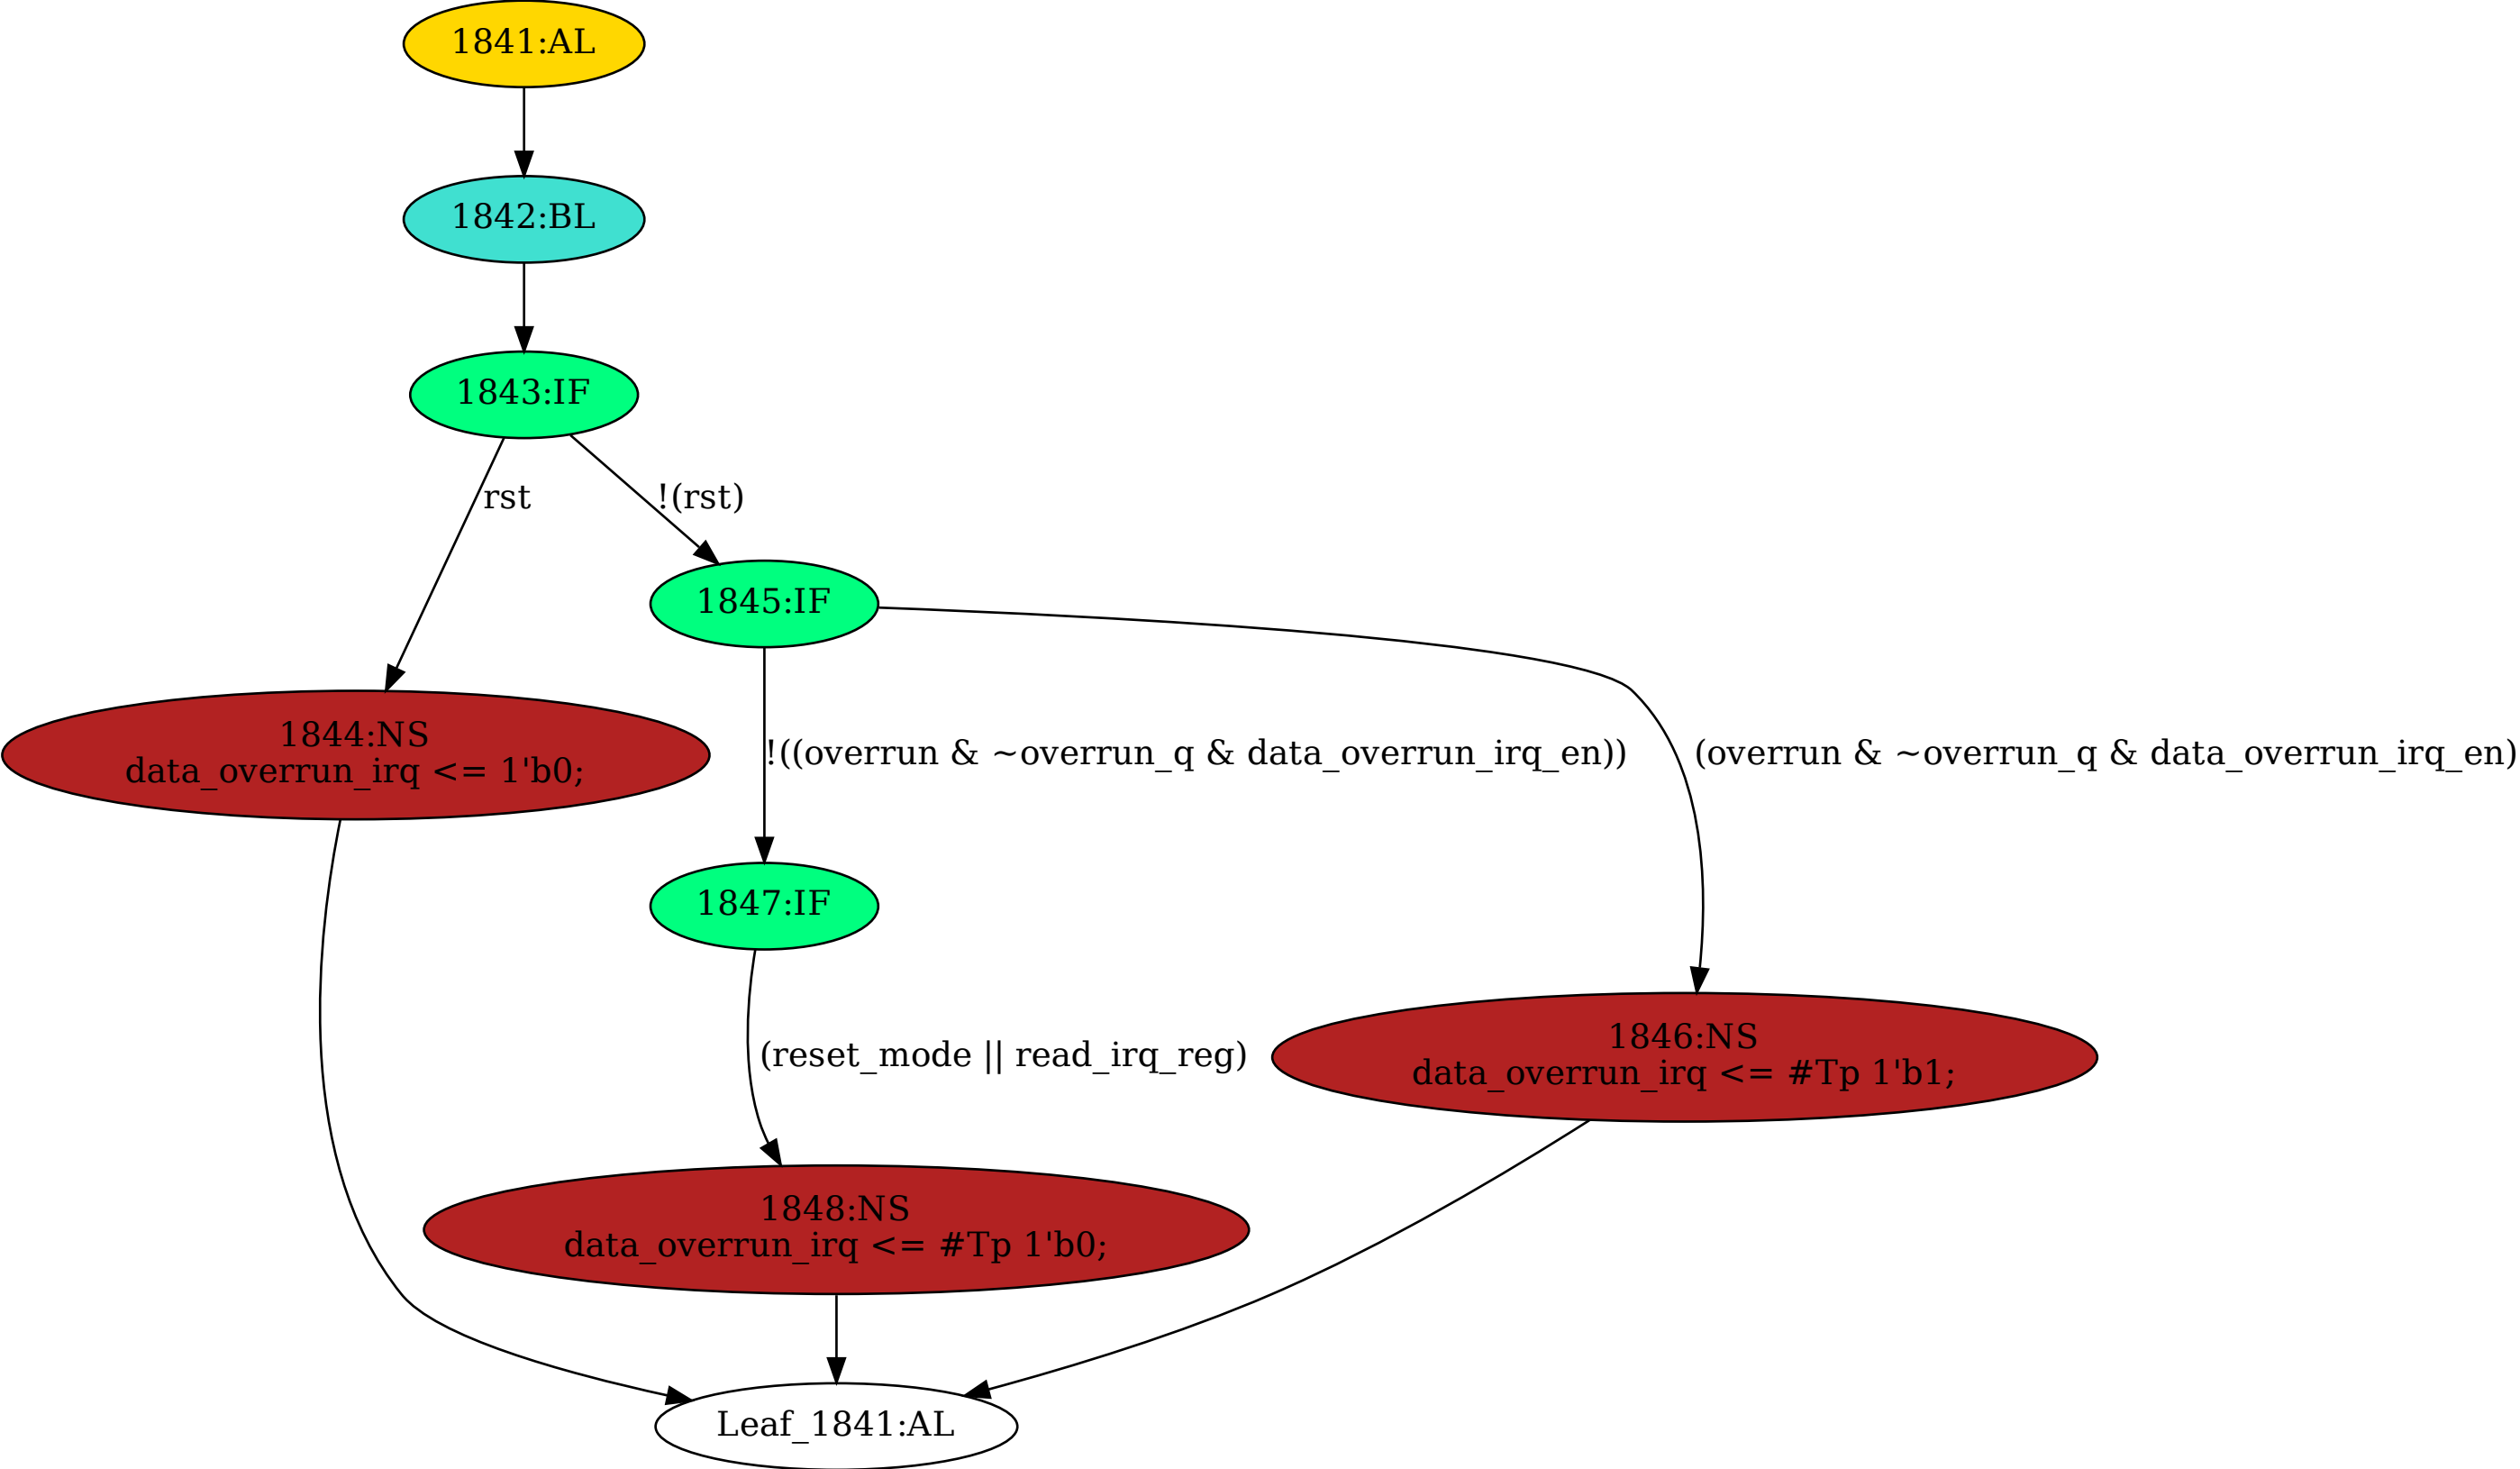 1841:AL
1842:BL
1843:IF
rst
!(rst)
1845:IF
1844:NS
data_overrun_irq <= 1'b0;
!((overrun & ~overrun_q & data_overrun_irq_en))
(overrun & ~overrun_q & data_overrun_irq_en)
1847:IF
(reset_mode || read_irq_reg)
1846:NS
data_overrun_irq <= #Tp 1'b1;
1848:NS
data_overrun_irq <= #Tp 1'b0;
Leaf_1841:AL